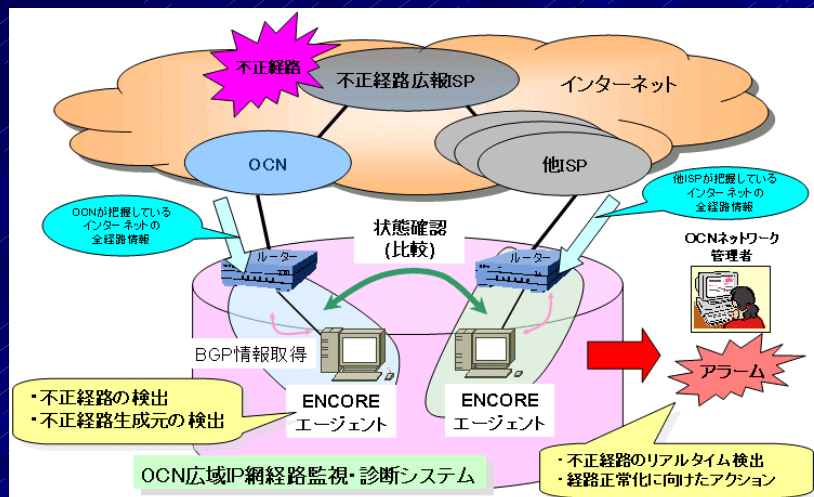 不正経路
不正経路広報ISP
インターネット
OCN
他ISP
OCNが把握している
インターネットの
全経路情報
他ISPが把握している
インターネットの
全経路情報
状態確認
(比較)
ルーター
ルーター
OCNネットワーク
管理者
BGP情報取得
アラーム
・不正経路の検出
・不正経路生成元の検出
ENCORE
エージェント
ENCORE
エージェント
・不正経路のリアルタイム検出
・経路正常化に向けたアクション
OCN広域IP網経路監視・診断システム